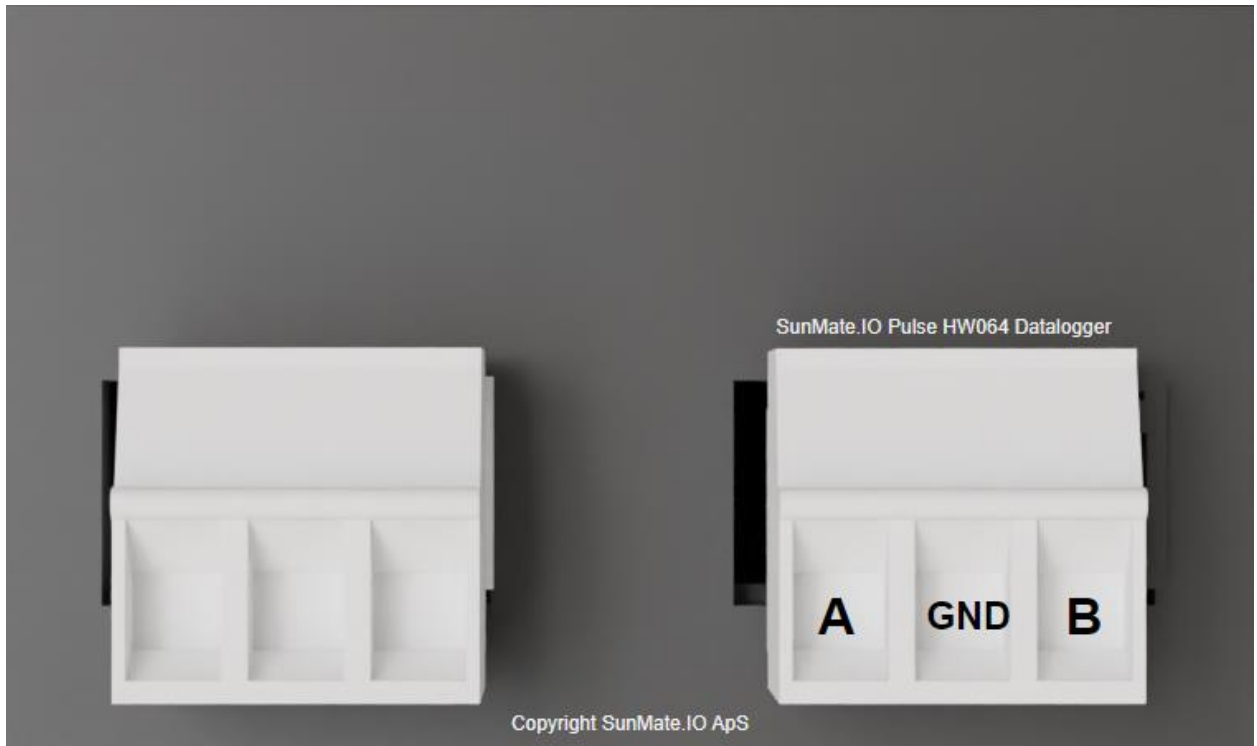 SunMate.IO Pulse HW064 Datalogger
A GND B
Copyright SunMate.IO ApS